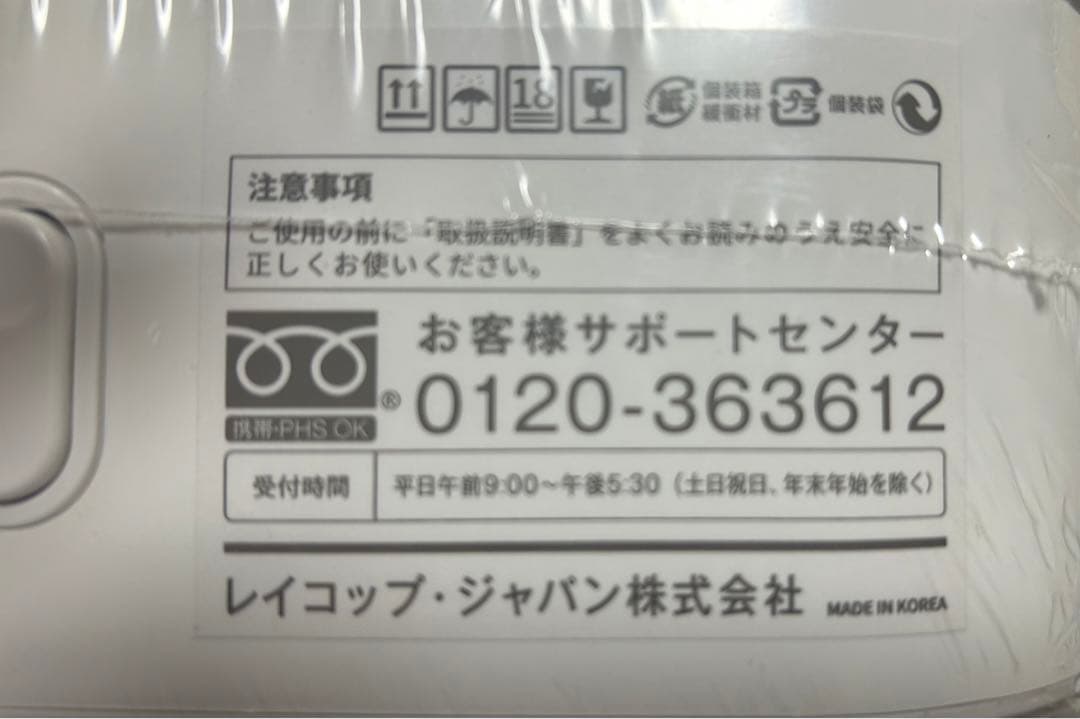 18 紙 個装箱 プラ 個装袋
緩衝材
注意事項
ご使用の前に「取扱説明書」をよくお読みのうえ安全に
正しくお使いください。
お客様サポートセンター
® 0120-363612
携帯・PHS OK
受付時間 平日午前9:00〜午後5:30（土日祝日、年末年始を除く）
レイコップ・ジャパン株式会社 MADE IN KOREA